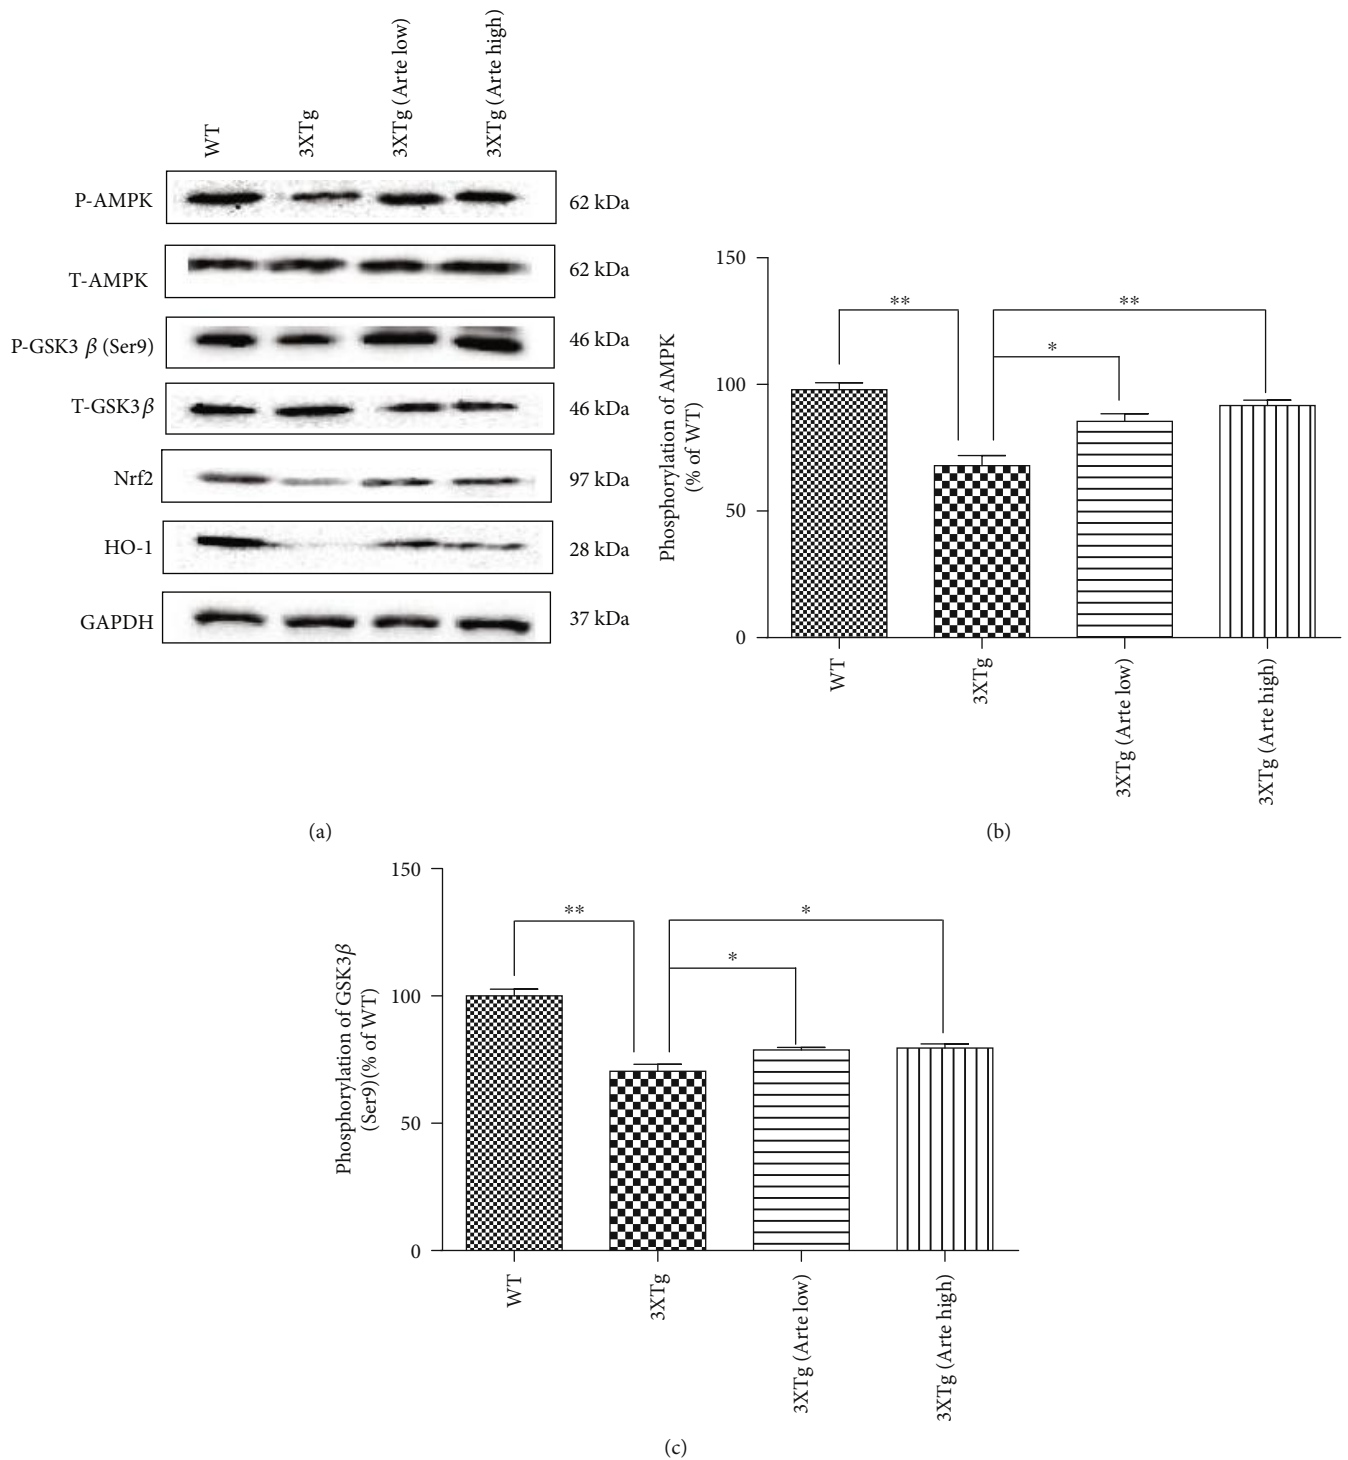 WT
3XTg
3XTg (Arte low)
3XTg (Arte high)
P-AMPK
62 kDa
T-AMPK
62 kDa
P-GSK3 β (Ser9)
46 kDa
T-GSK3β
46 kDa
Nrf2
97 kDa
HO-1
28 kDa
GAPDH
37 kDa
(a)
Phosphorylation of AMPK
(% of WT)
150
100
50
0
**
*
**
WT
3XTg
3XTg (Arte low)
3XTg (Arte high)
(b)
Phosphorylation of GSK3β
(Ser9)(% of WT)
150
100
50
0
**
*
*
WT
3XTg
3XTg (Arte low)
3XTg (Arte high)
(c)